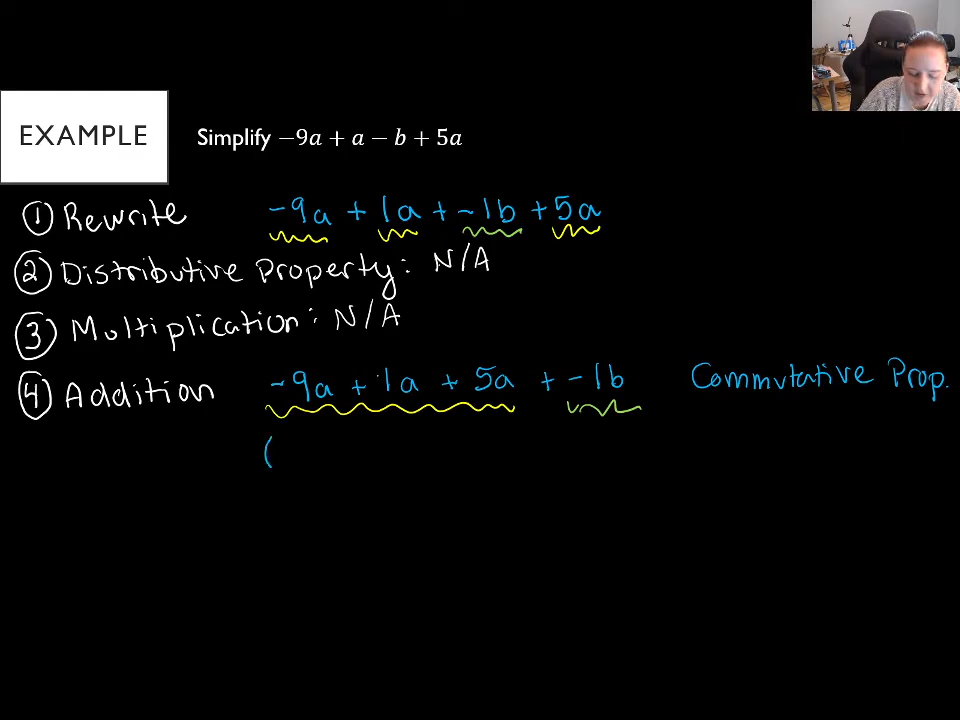 EXAMPLE
Simplify −9a + a − b + 5a
① Rewrite -9a + 1a + -1b + 5a
② Distributive Property: N/A
③ Multiplication: N/A
④ Addition -9a + 1a + 5a + -1b Commutative Prop.
(